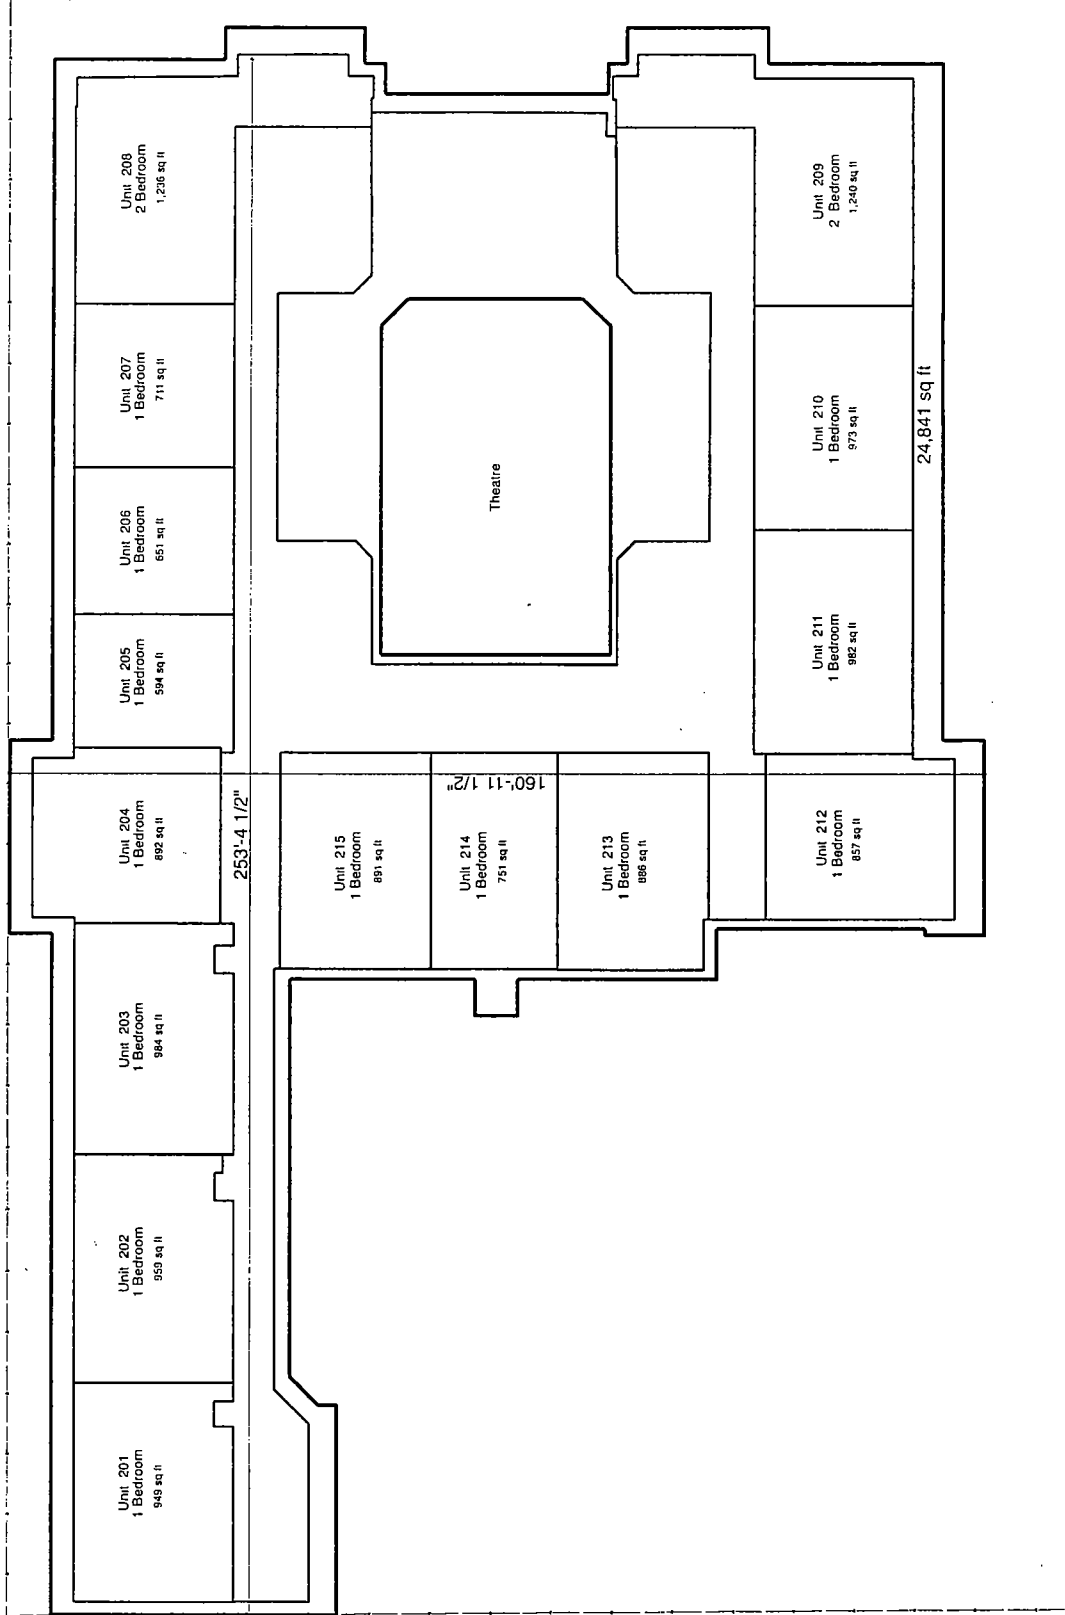 Unit 208
2 Bedroom
1,236 sq ft
Unit 207
1 Bedroom
711 sq ft
Unit 206
1 Bedroom
651 sq ft
Unit 205
1 Bedroom
594 sq ft
Unit 204
1 Bedroom
892 sq ft
Unit 203
1 Bedroom
984 sq ft
Unit 202
1 Bedroom
959 sq ft
Unit 201
1 Bedroom
949 sq ft
253'-4 1/2"
Theatre
160'-11 1/2"
Unit 215
1 Bedroom
891 sq ft
Unit 214
1 Bedroom
751 sq ft
Unit 213
1 Bedroom
886 sq ft
Unit 209
2 Bedroom
1,240 sq ft
Unit 210
1 Bedroom
973 sq ft
Unit 211
1 Bedroom
982 sq ft
Unit 212
1 Bedroom
857 sq ft
24,841 sq ft